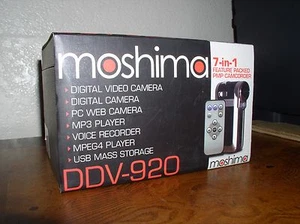 moshima
7-in-1
FEATURE PACKED
PMP CAMCORDER
• DIGITAL VIDEO CAMERA
• DIGITAL CAMERA
• PC WEB CAMERA
• MP3 PLAYER
• VOICE RECORDER
• MPEG4 PLAYER
• USB MASS STORAGE
DDV-920
moshima